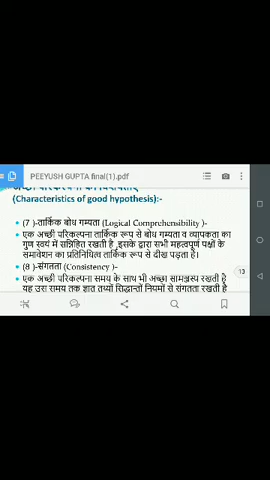 PEEYUSH GUPTA final(1).pdf
(Characteristics of good hypothesis):-
• (7 )-तार्किक बोध गम्यता (Logical Comprehensibility )-
• एक अच्छी परिकल्पना तार्किक रूप से बोध गम्यता व व्यापकता का
गुण स्वयं में सन्निहित रखती है ,इसके द्वारा सभी महत्वपूर्ण पक्षों के
समावेशन का प्रतिनिधित्व तार्किक रूप से दीख पड़ता है।
13
• (8 )-संगतता (Consistency )-
• एक अच्छी परिकल्पना समय के साथ भी अच्छा सामंजस्य रखती है
यह उस समय तक ज्ञात तथ्यों सिद्धान्तों नियमों से संगतता रखती है